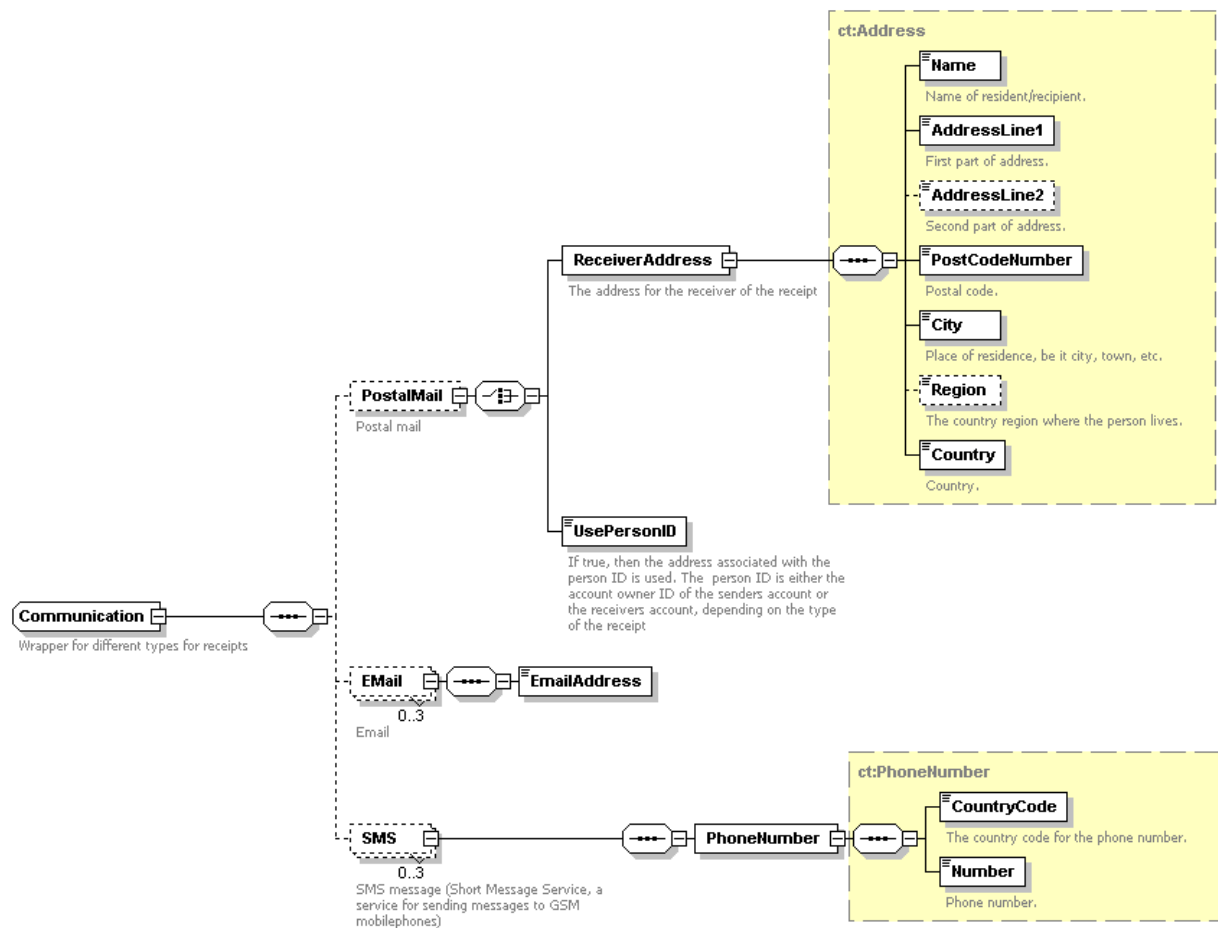 ct:Address
Name
Name of resident/recipient.
AddressLine1
First part of address.
AddressLine2
Second part of address.
ReceiverAddress
The address for the receiver of the receipt
PostCodeNumber
Postal code.
City
Place of residence, be it city, town, etc.
PostalMail
Postal mail
Region
The country region where the person lives.
Country
Country.
UsePersonID
If true, then the address associated with the
person ID is used. The  person ID is either the
account owner ID of the senders account or
the receivers account, depending on the type
of the receipt
Communication
Wrapper for different types for receipts
EMail
0..3
Email
EmailAddress
ct:PhoneNumber
CountryCode
The country code for the phone number.
SMS
0..3
SMS message (Short Message Service, a
service for sending messages to GSM
mobilephones)
PhoneNumber
Number
Phone number.